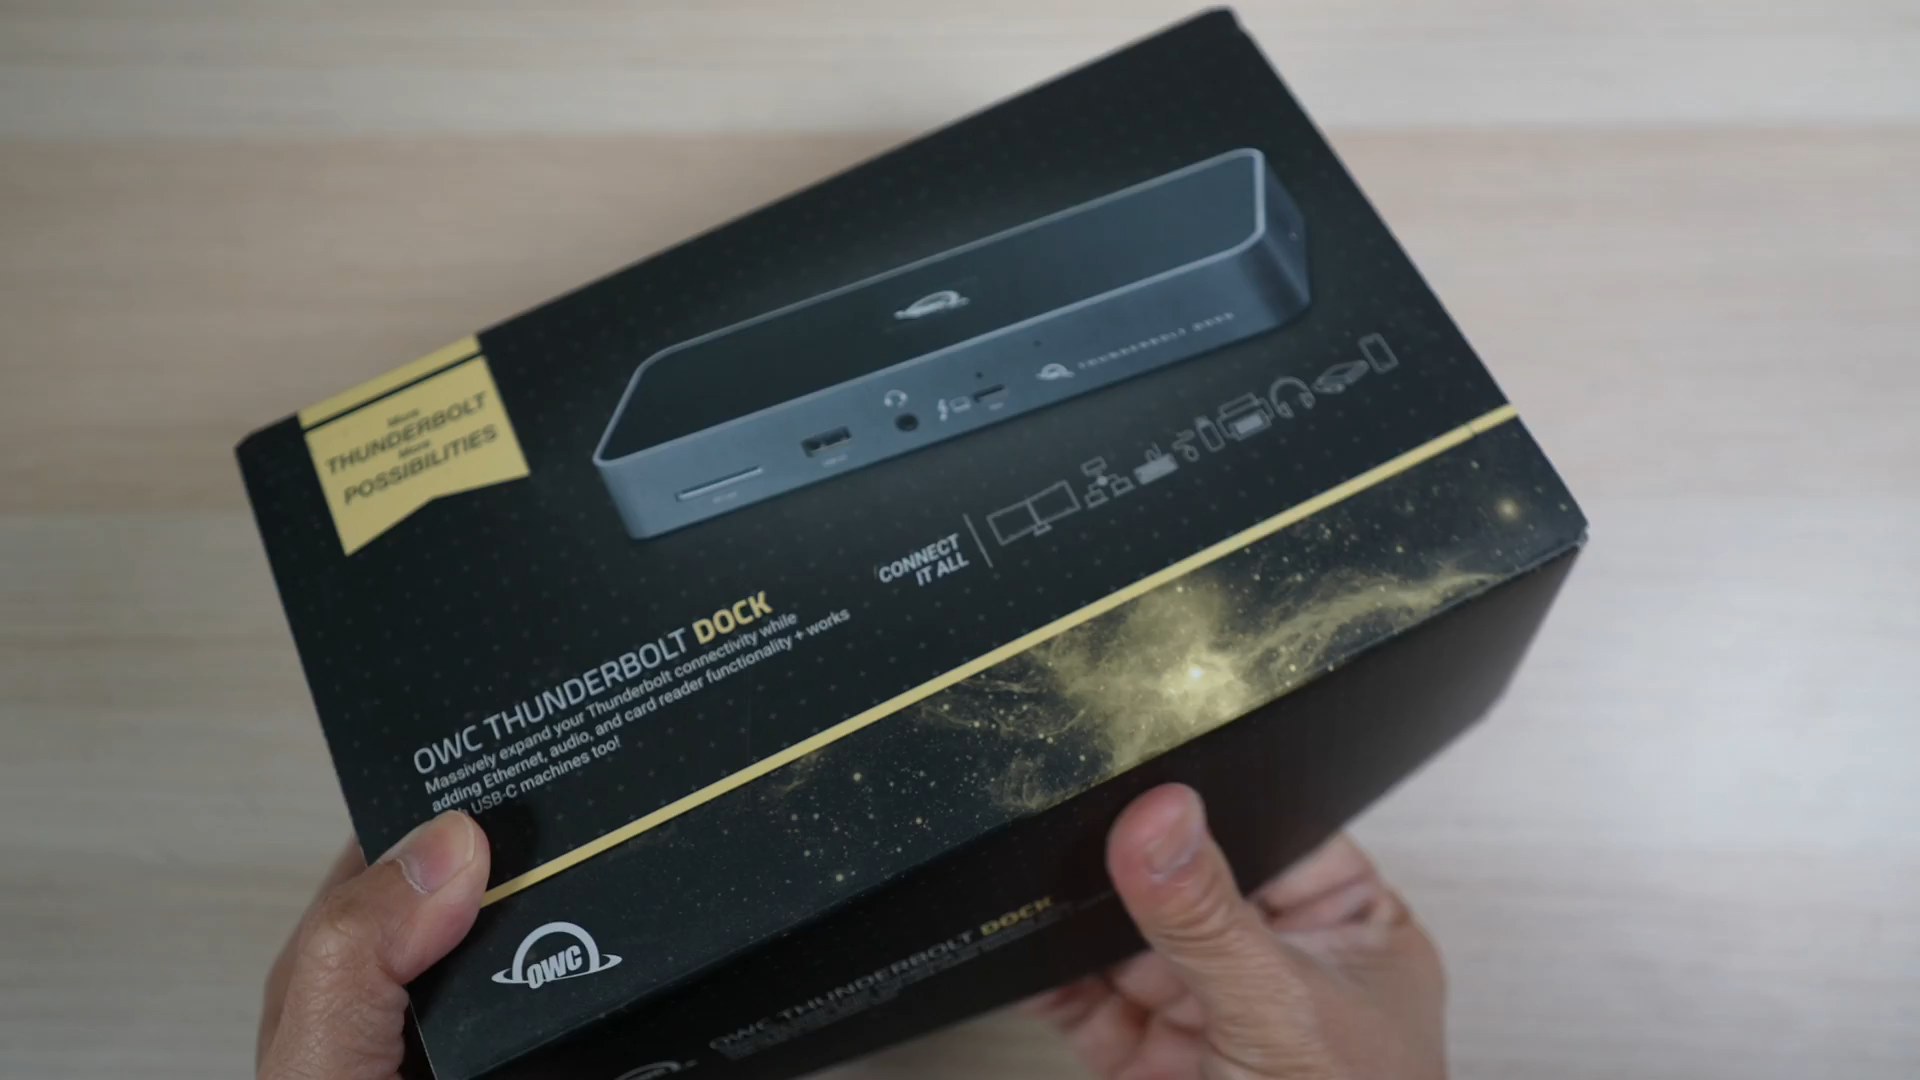 More
THUNDERBOLT
More
POSSIBILITIES
THUNDERBOLT DOCK
CONNECT
IT ALL
OWC THUNDERBOLT DOCK
Massively expand your Thunderbolt connectivity while
adding Ethernet, audio, and card reader functionality + works
USB-C machines too!
OWC
OWC THUNDERBOLT DOCK